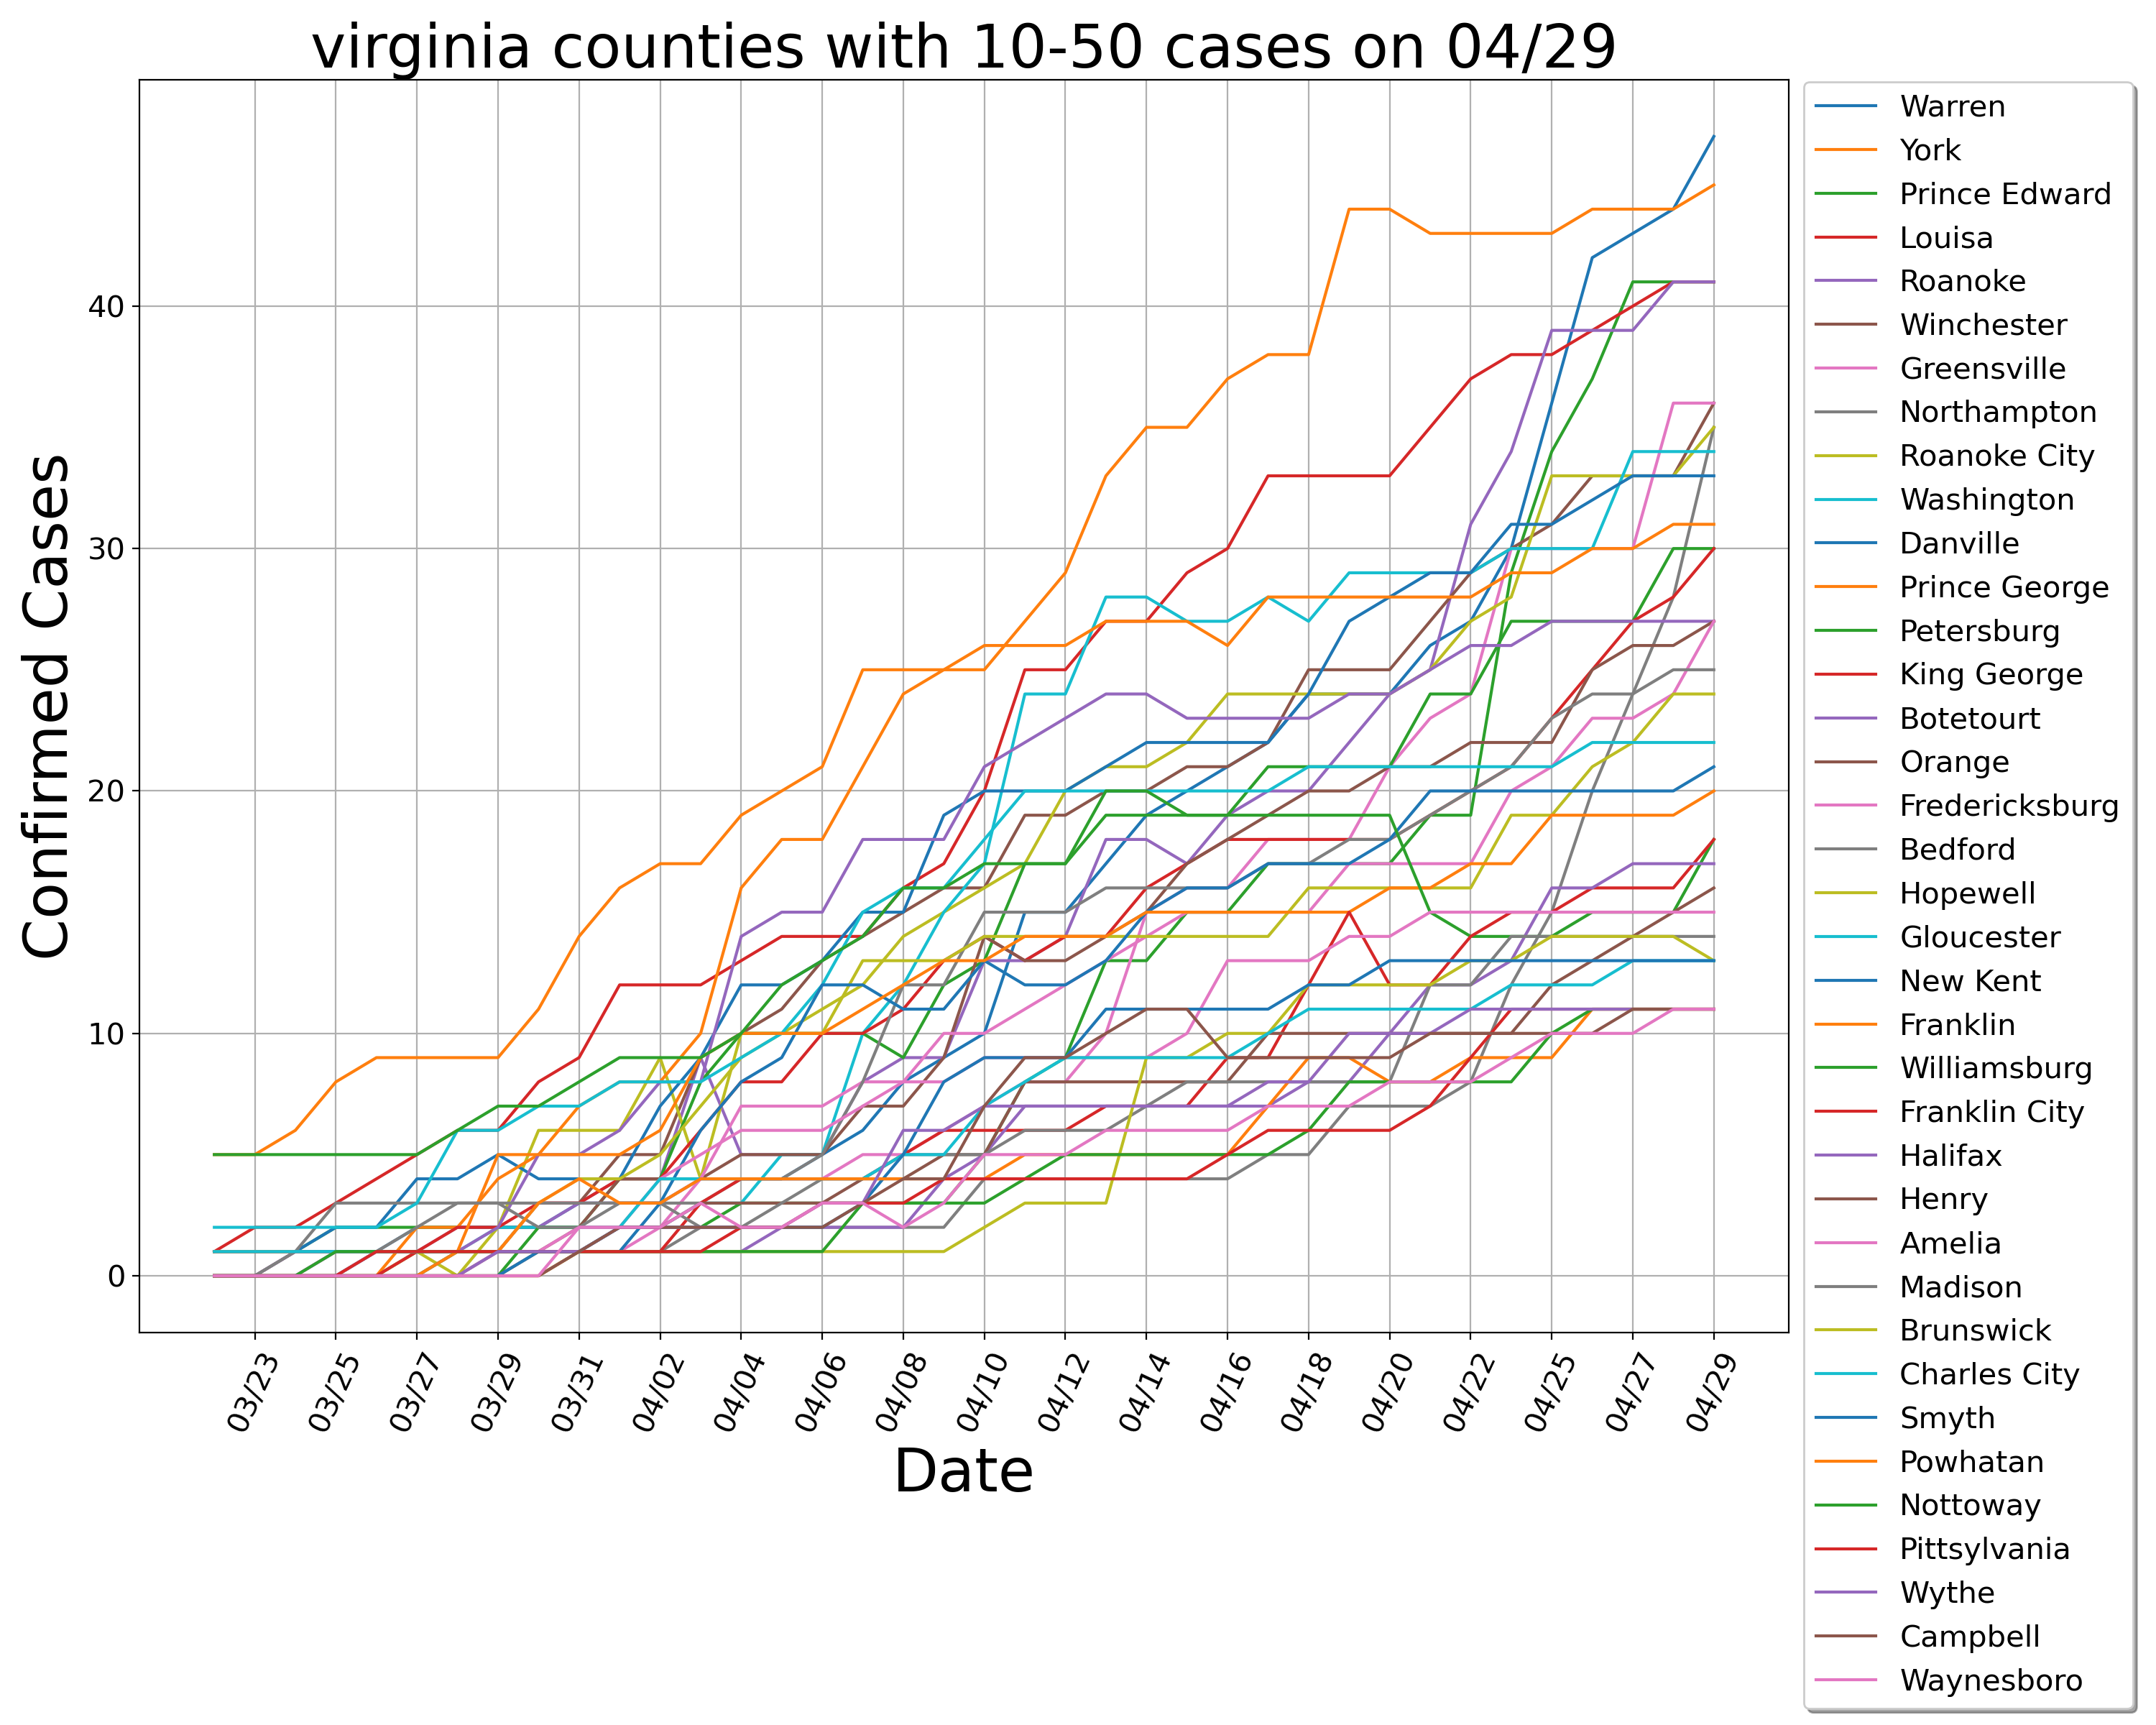 virginia counties with 10-50 cases on 04/29
Confirmed Cases
40
30
20
10
0
03/23
03/25
03/27
03/29
03/31
04/02
04/04
04/06
04/08
04/10
04/12
04/14
04/16
04/18
04/20
04/22
04/25
04/27
04/29
Date
Warren
York
Prince Edward
Louisa
Roanoke
Winchester
Greensville
Northampton
Roanoke City
Washington
Danville
Prince George
Petersburg
King George
Botetourt
Orange
Fredericksburg
Bedford
Hopewell
Gloucester
New Kent
Franklin
Williamsburg
Franklin City
Halifax
Henry
Amelia
Madison
Brunswick
Charles City
Smyth
Powhatan
Nottoway
Pittsylvania
Wythe
Campbell
Waynesboro